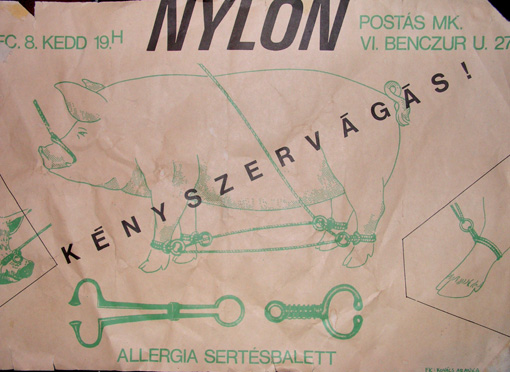 NYLON
POSTÁS MK.
FC. 8. KEDD 19.H
VI. BENCZUR U. 27
KÉNYSZERVÁGÁS!
ALLERGIA SERTÉSBALETT